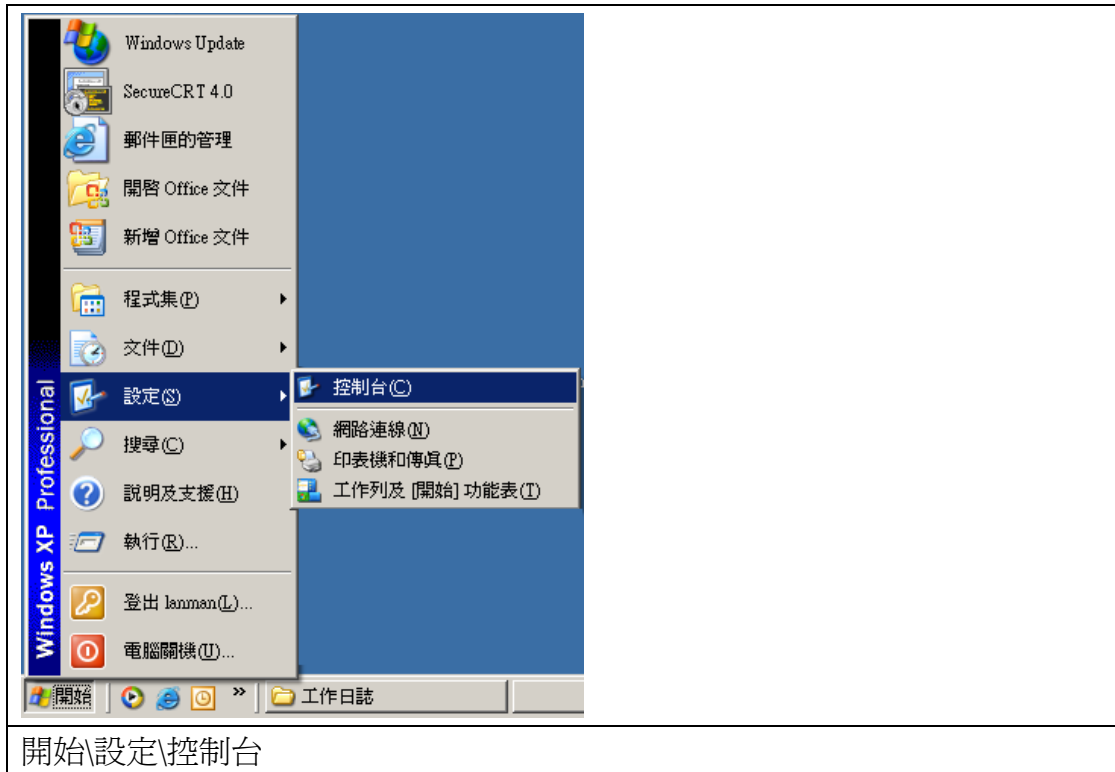 Windows Update
SecureCRT 4.0
郵件匣的管理
開啓 Office 文件
新增 Office 文件
程式集(P)
文件(D)
設定(S)
控制台(C)
網路連線(N)
印表機和傳真(P)
工作列及 [開始] 功能表(T)
搜尋(C)
說明及支援(H)
執行(R)...
登出 lanman(L)...
電腦關機(U)...
Windows XP Professional
開始
»
工作日誌
開始\設定\控制台